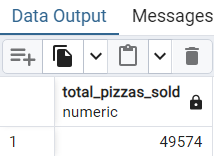 Data Output Messages
total_pizzas_sold
numeric
1 49574